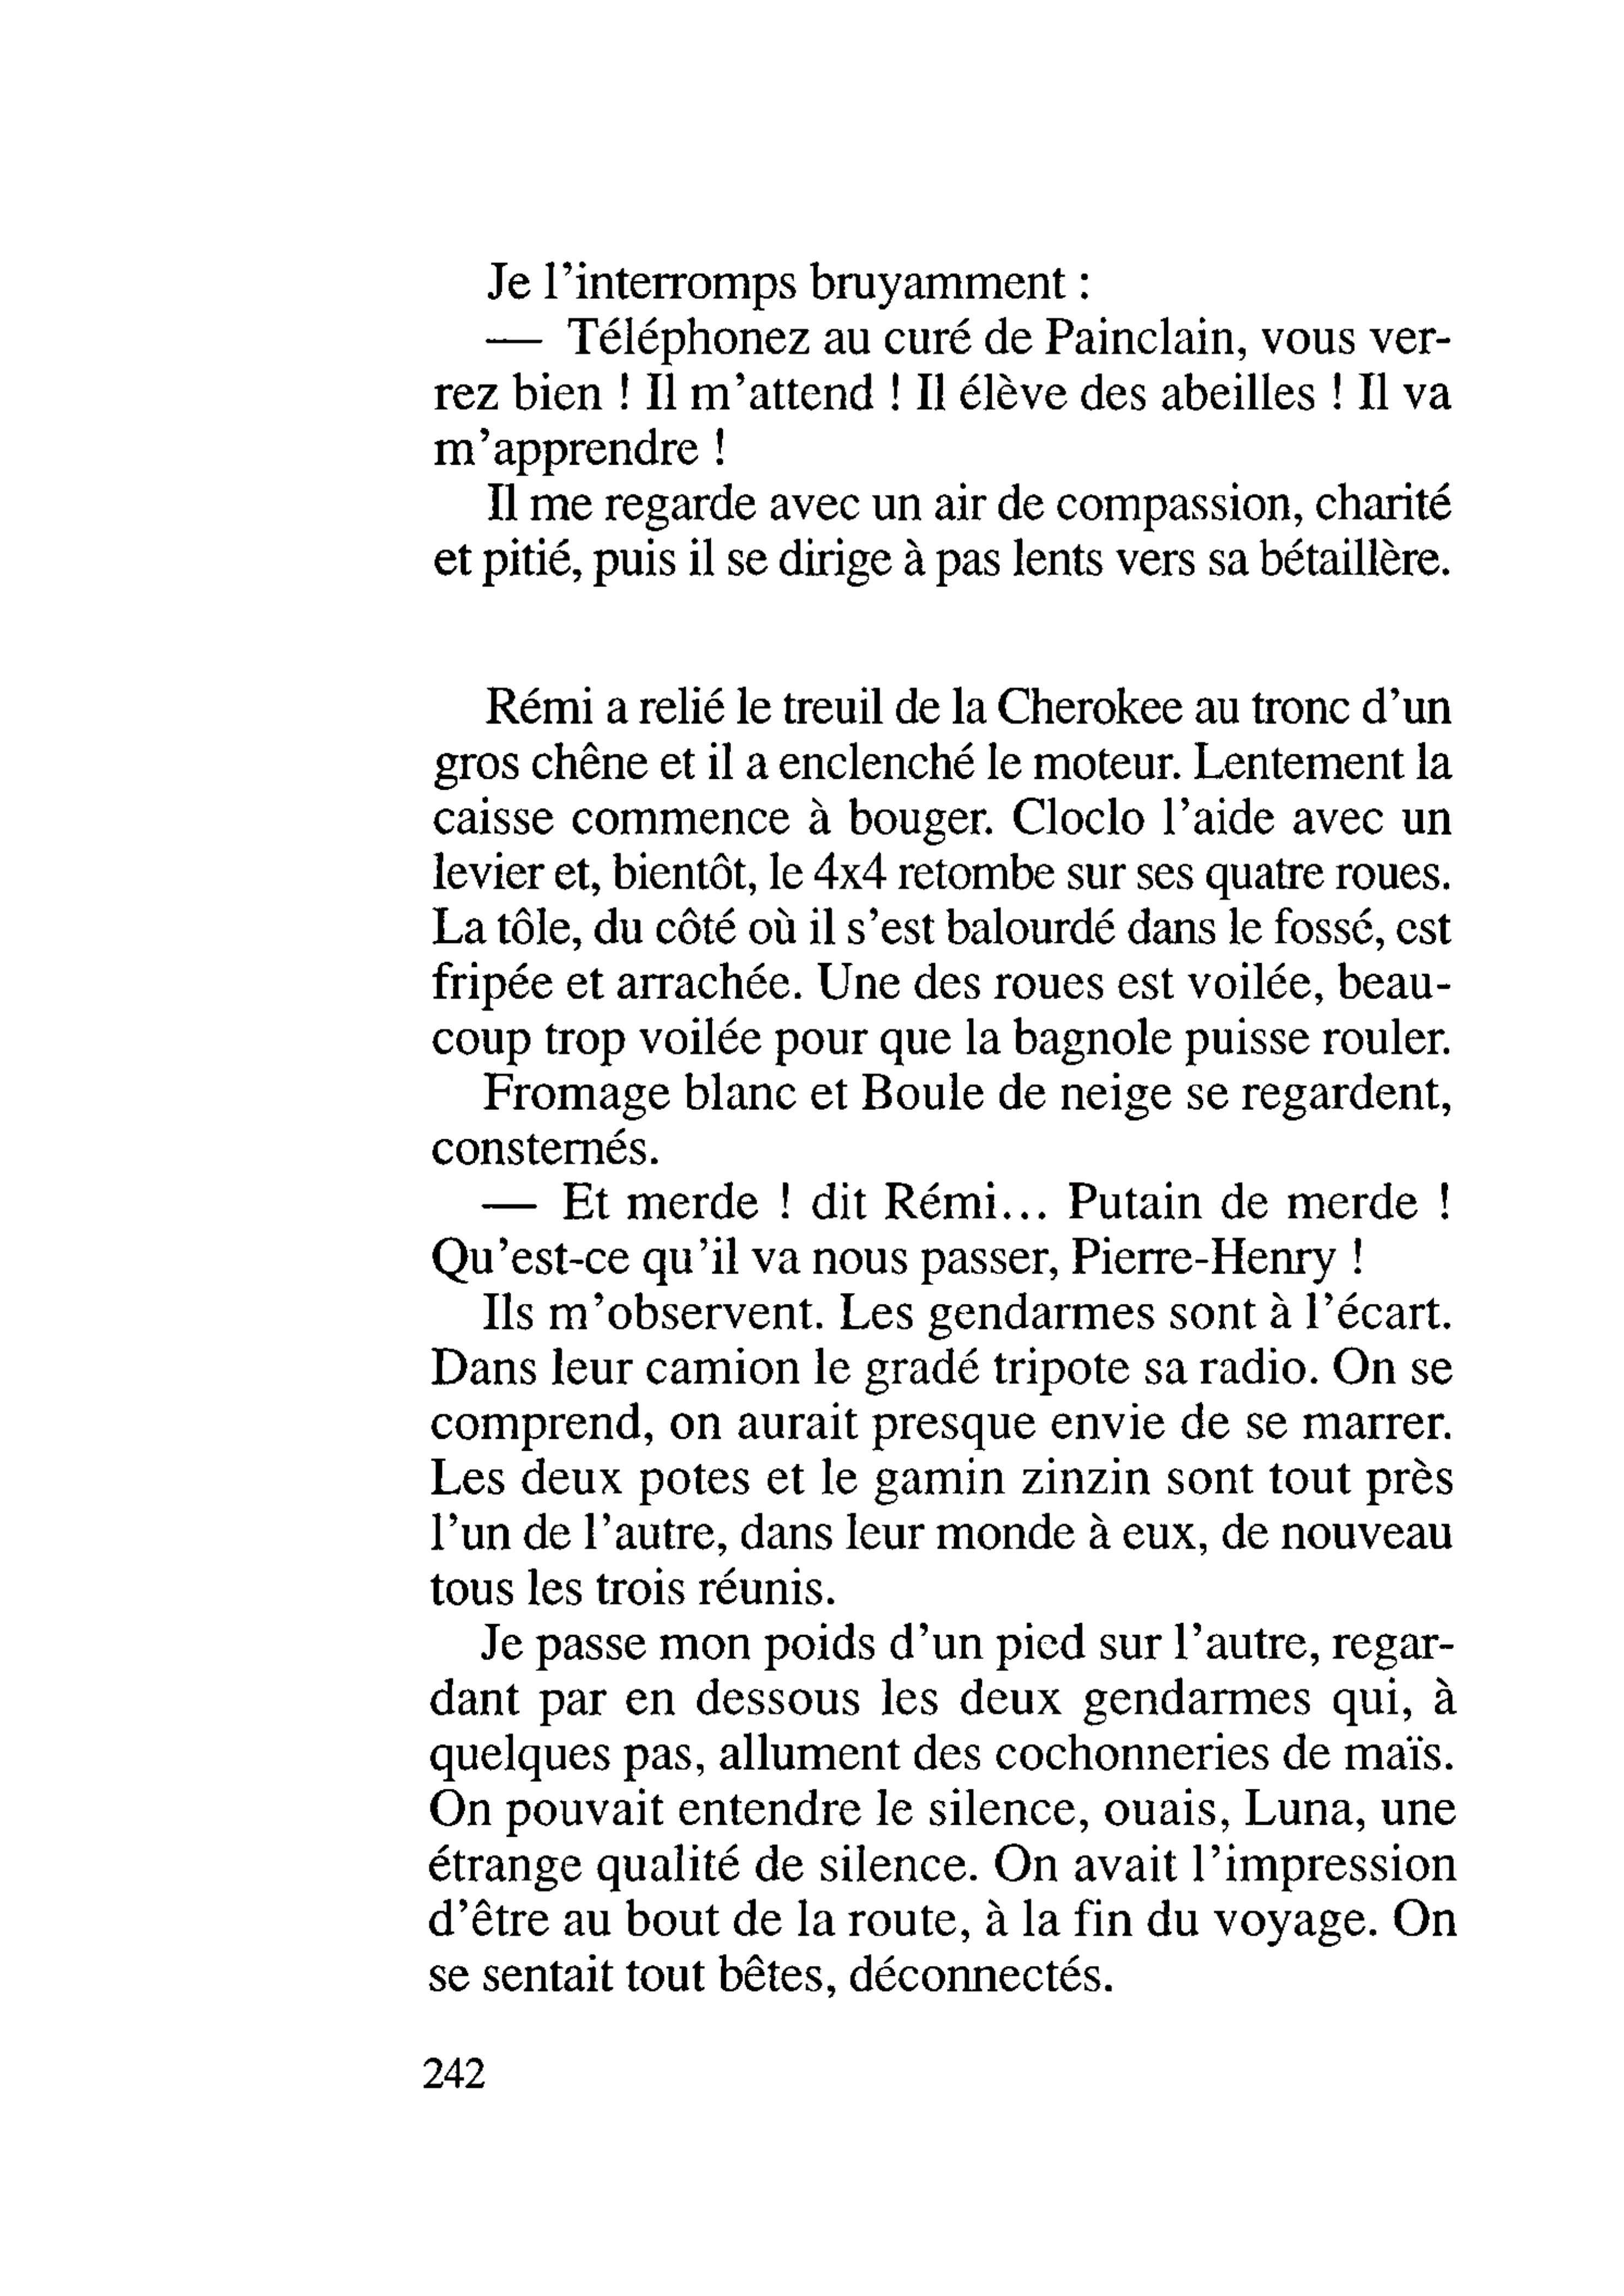 Je l’interromps bruyamment :
— Téléphonez au curé de Painclain, vous ver-
rez bien ! Il m’attend ! Il élève des abeilles ! Il va
m’apprendre !
Il me regarde avec un air de compassion, charité
et pitié, puis il se dirige à pas lents vers sa bétaillère.
Rémi a relié le treuil de la Cherokee au tronc d’un
gros chêne et il a enclenché le moteur. Lentement la
caisse commence à bouger. Cloclo l’aide avec un
levier et, bientôt, le 4x4 retombe sur ses quatre roues.
La tôle, du côté où il s’est balourdé dans le fossé, est
fripée et arrachée. Une des roues est voilée, beau-
coup trop voilée pour que la bagnole puisse rouler.
Fromage blanc et Boule de neige se regardent,
consternés.
— Et merde ! dit Rémi... Putain de merde !
Qu’est-ce qu’il va nous passer, Pierre-Henry !
Ils m’observent. Les gendarmes sont à l’écart.
Dans leur camion le gradé tripote sa radio. On se
comprend, on aurait presque envie de se marrer.
Les deux potes et le gamin zinzin sont tout près
l’un de l’autre, dans leur monde à eux, de nouveau
tous les trois réunis.
Je passe mon poids d’un pied sur l’autre, regar-
dant par en dessous les deux gendarmes qui, à
quelques pas, allument des cochonneries de maïs.
On pouvait entendre le silence, ouais, Luna, une
étrange qualité de silence. On avait l’impression
d’être au bout de la route, à la fin du voyage. On
se sentait tout bêtes, déconnectés.
242